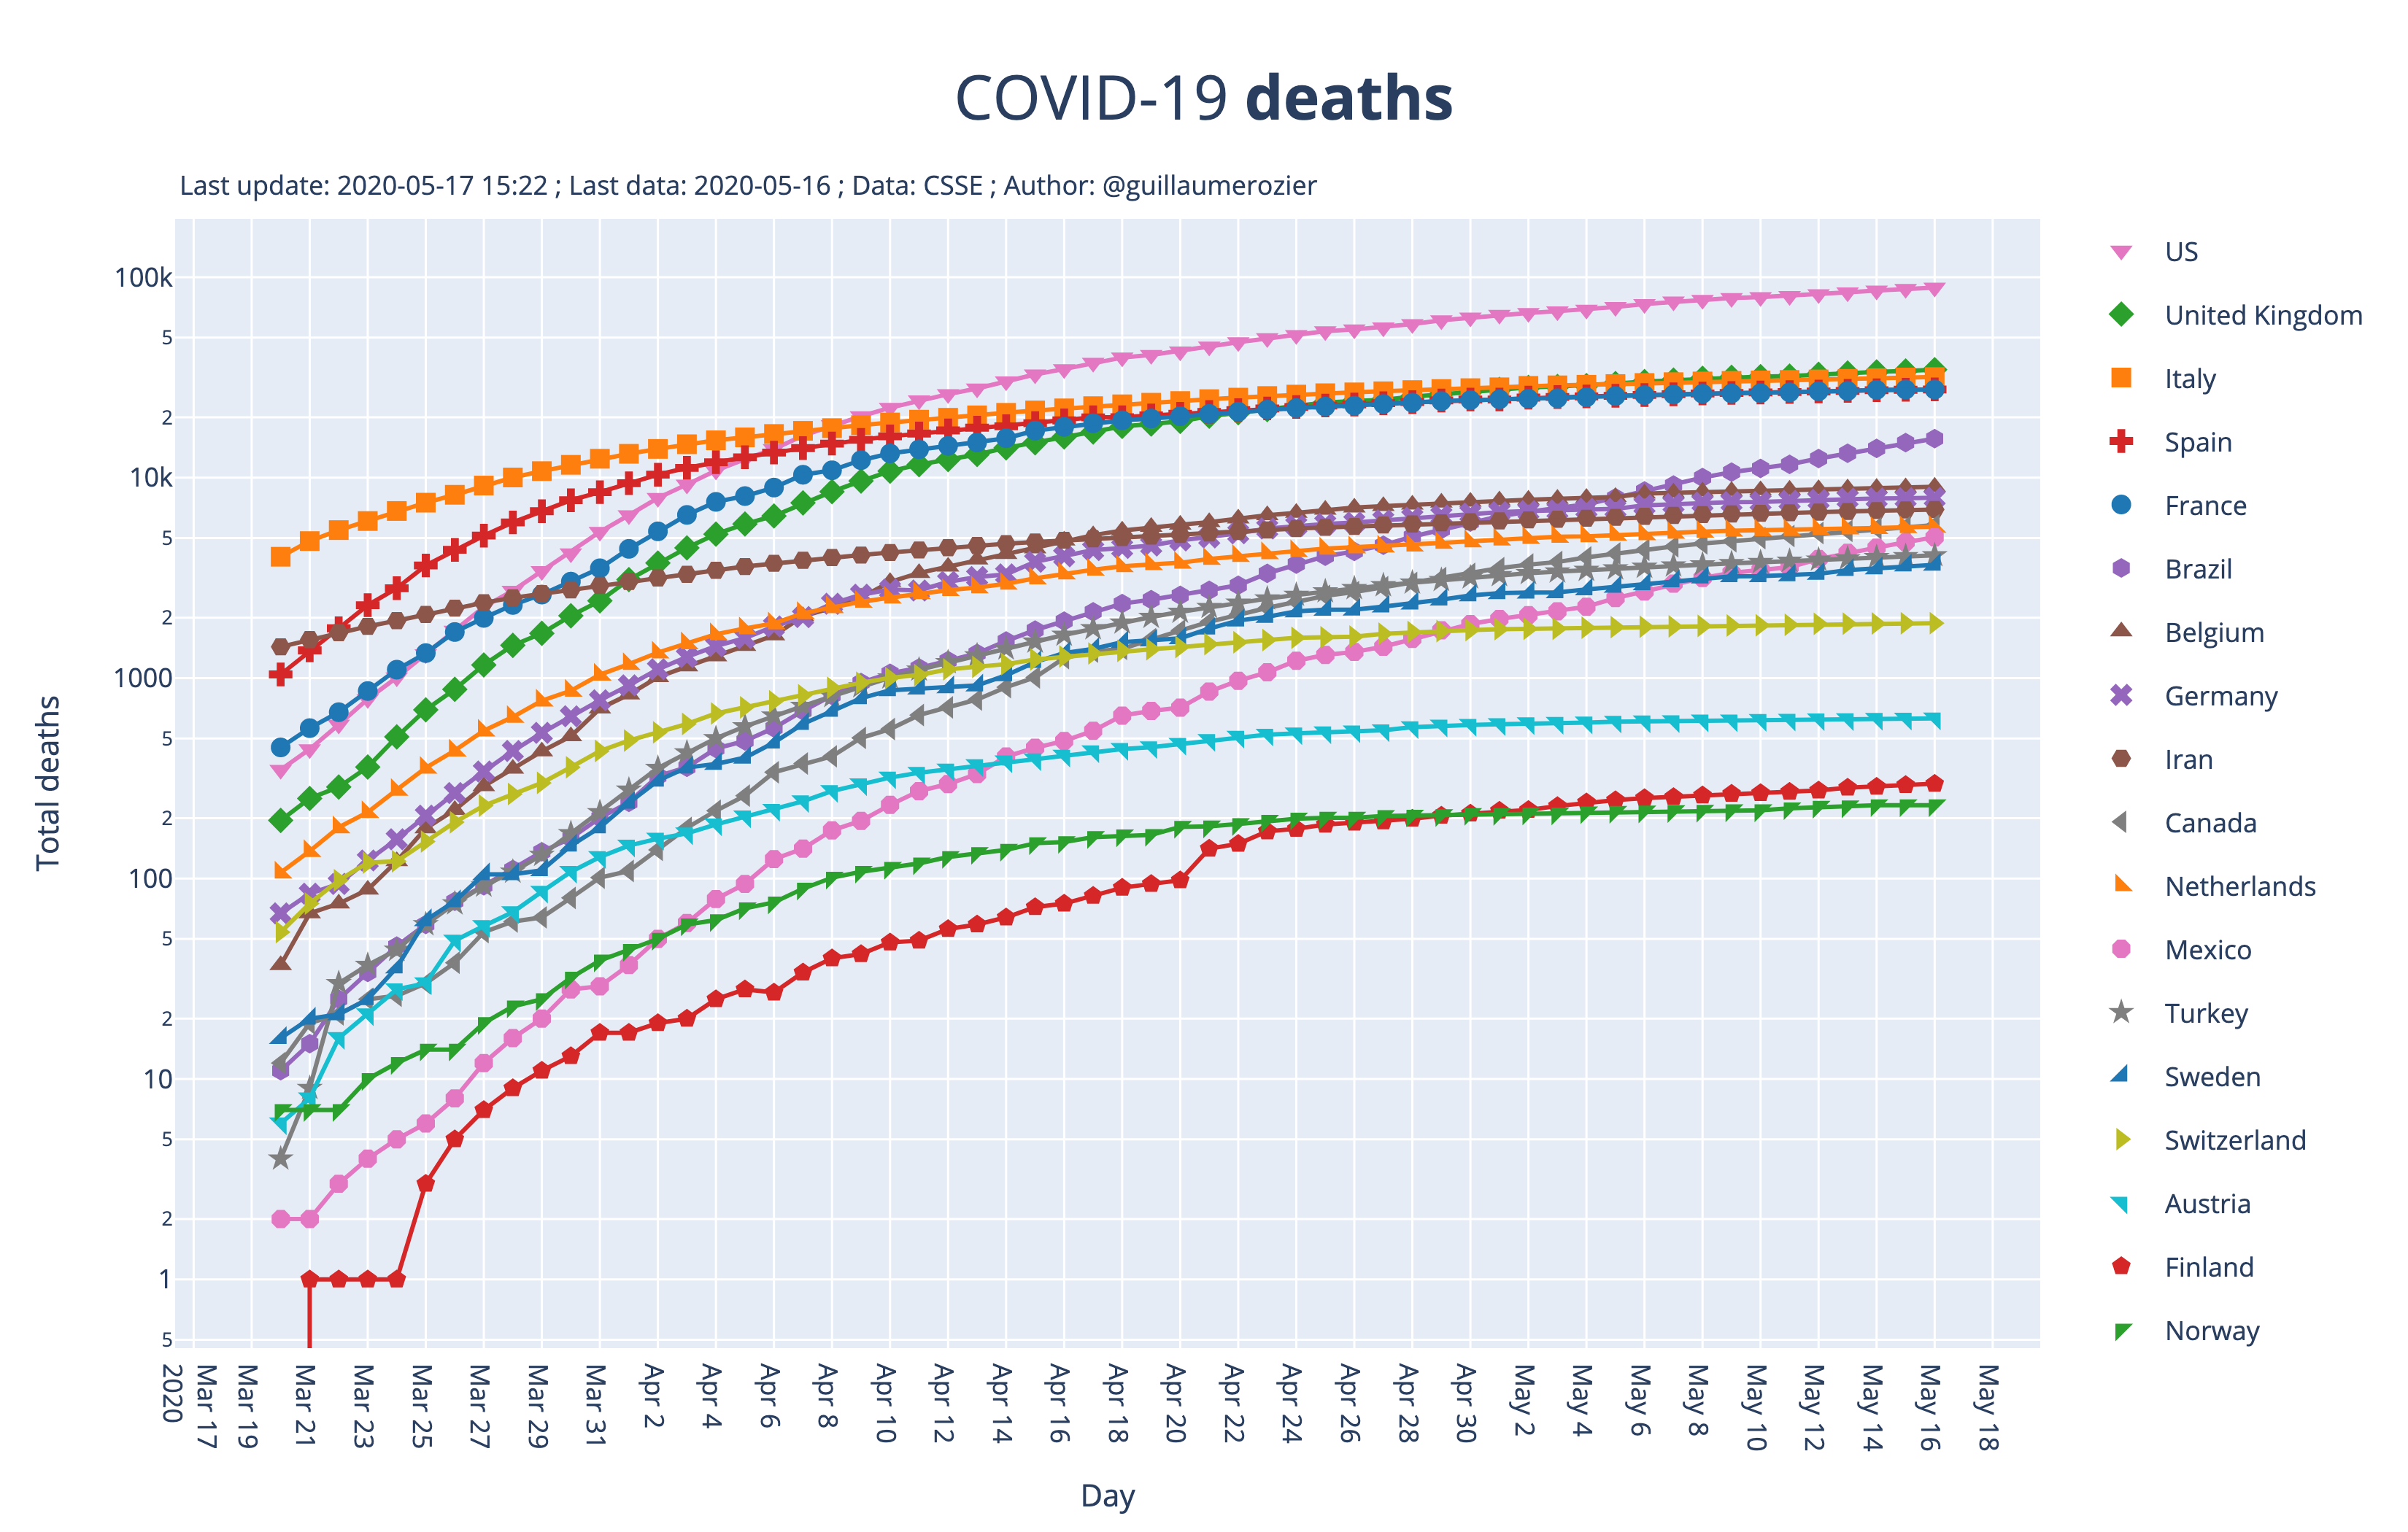 COVID-19 deaths
Last update: 2020-05-17 15:22 ; Last data: 2020-05-16 ; Data: CSSE ; Author: @guillaumerozier
Total deaths
100k
5
2
10k
5
2
1000
5
2
100
5
2
10
5
2
1
5
Mar 17
2020
Mar 19
Mar 21
Mar 23
Mar 25
Mar 27
Mar 29
Mar 31
Apr 2
Apr 4
Apr 6
Apr 8
Apr 10
Apr 12
Apr 14
Apr 16
Apr 18
Apr 20
Apr 22
Apr 24
Apr 26
Apr 28
Apr 30
May 2
May 4
May 6
May 8
May 10
May 12
May 14
May 16
May 18
Day
US
United Kingdom
Italy
Spain
France
Brazil
Belgium
Germany
Iran
Canada
Netherlands
Mexico
Turkey
Sweden
Switzerland
Austria
Finland
Norway